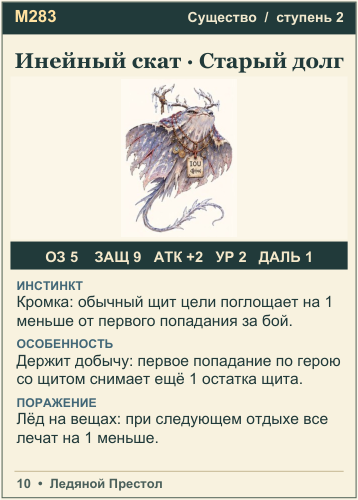 M283
Существо / ступень 2
Инейный скат · Старый долг
IOU
ОЗ 5 ЗАЩ 9 АТК +2 УР 2 ДАЛЬ 1
ИНСТИНКТ
Кромка: обычный щит цели поглощает на 1
меньше от первого попадания за бой.
ОСОБЕННОСТЬ
Держит добычу: первое попадание по герою
со щитом снимает ещё 1 остатка щита.
ПОРАЖЕНИЕ
Лёд на вещах: при следующем отдыхе все
лечат на 1 меньше.
10 • Ледяной Престол